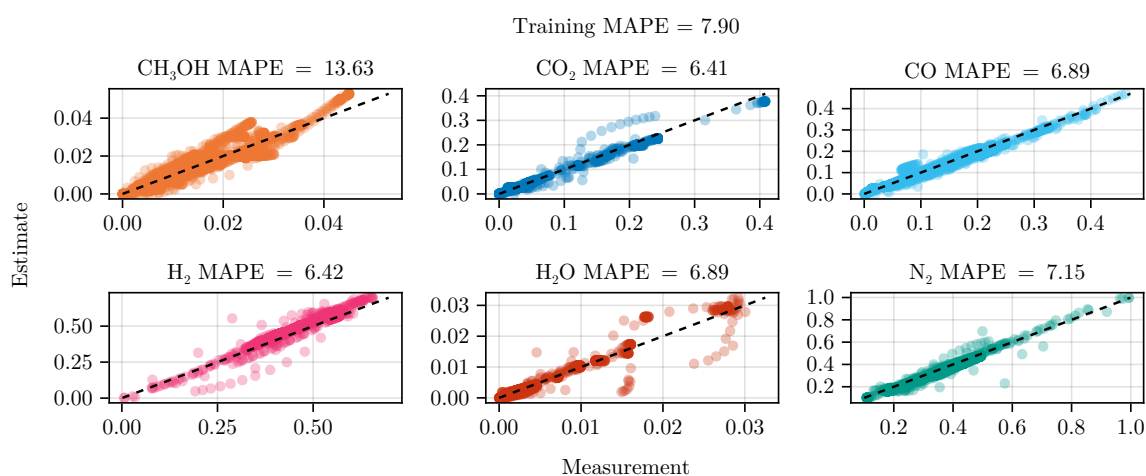 Training MAPE = 7.90
CH₃OH MAPE = 13.63
CO₂ MAPE = 6.41
CO MAPE = 6.89
0.04
0.02
0.00
0.00 0.02 0.04
0.4
0.3
0.2
0.1
0.0
0.0 0.1 0.2 0.3 0.4
0.4
0.3
0.2
0.1
0.0
0.0 0.1 0.2 0.3 0.4
Estimate
H₂ MAPE = 6.42
H₂O MAPE = 6.89
N₂ MAPE = 7.15
0.50
0.25
0.00
0.00 0.25 0.50
0.03
0.02
0.01
0.00
0.00 0.01 0.02 0.03
1.0
0.8
0.6
0.4
0.2
0.2 0.4 0.6 0.8 1.0
Measurement